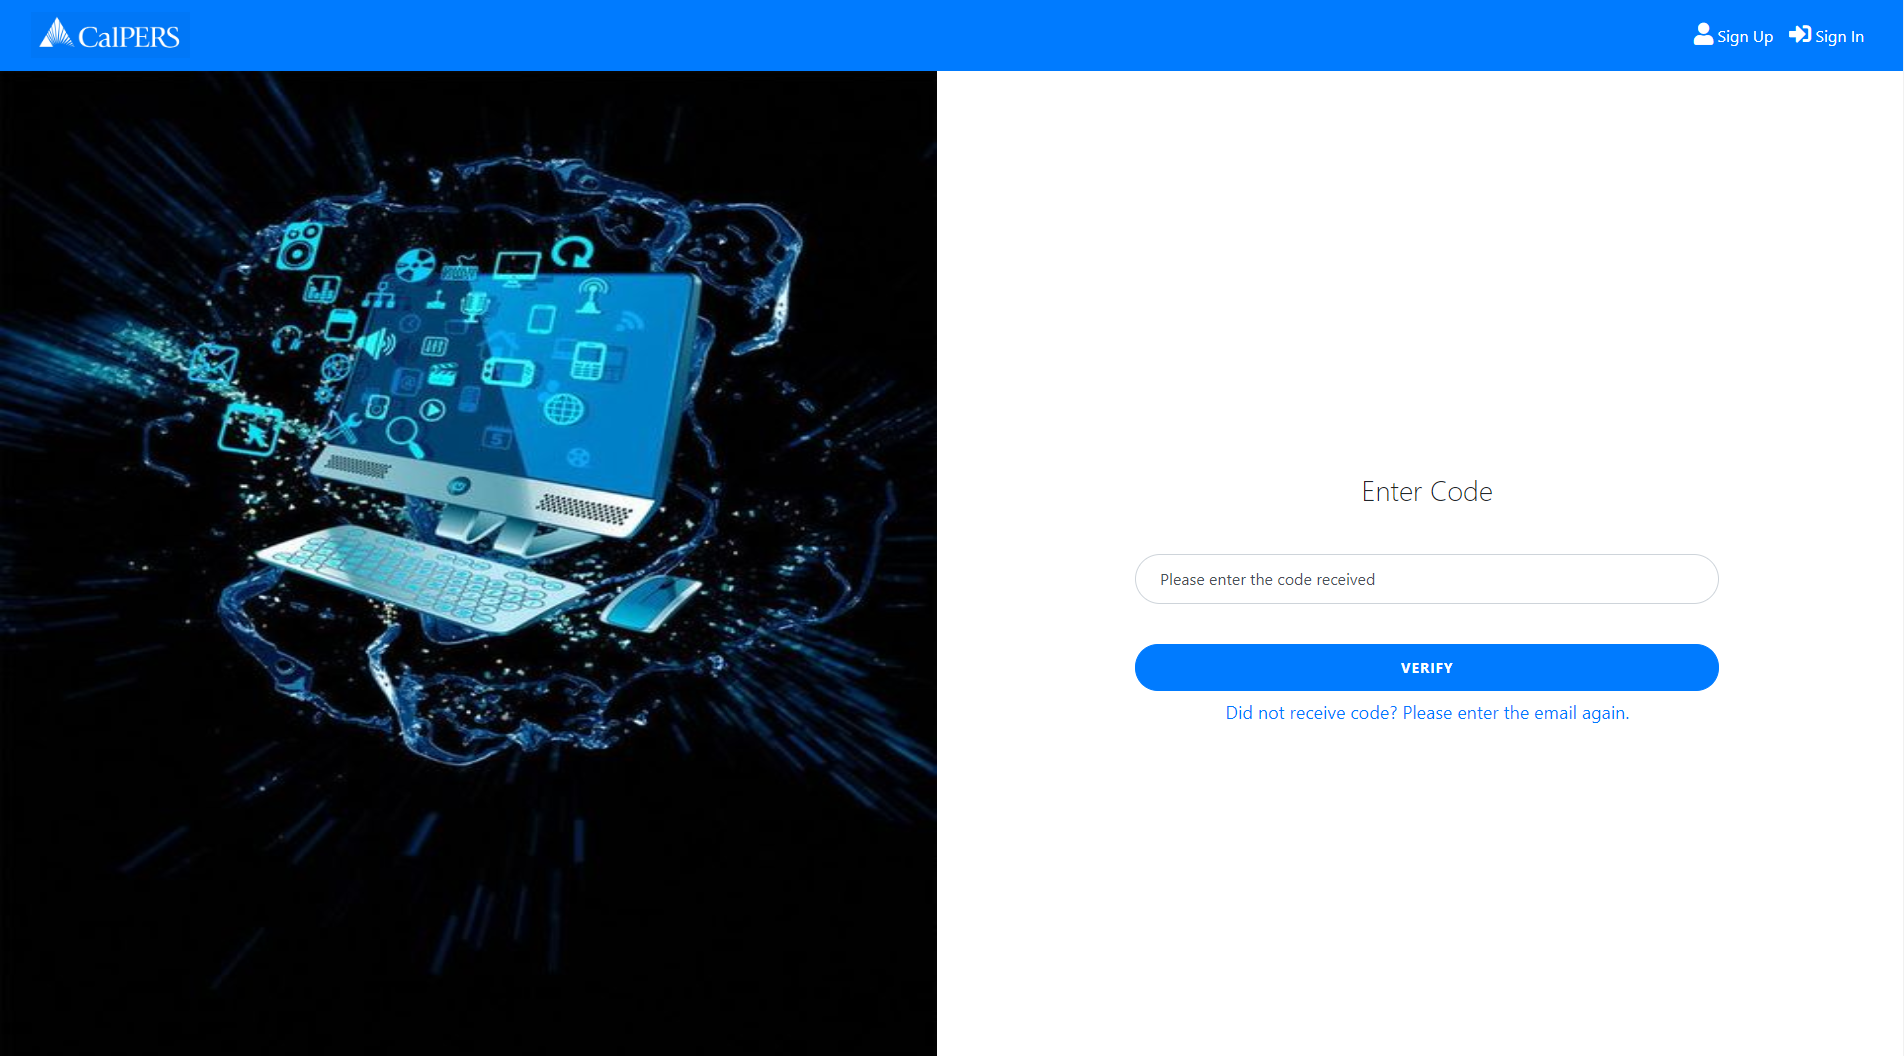 CalPERS
Sign Up
Sign In
5
Enter Code
Please enter the code received
VERIFY
Did not receive code? Please enter the email again.